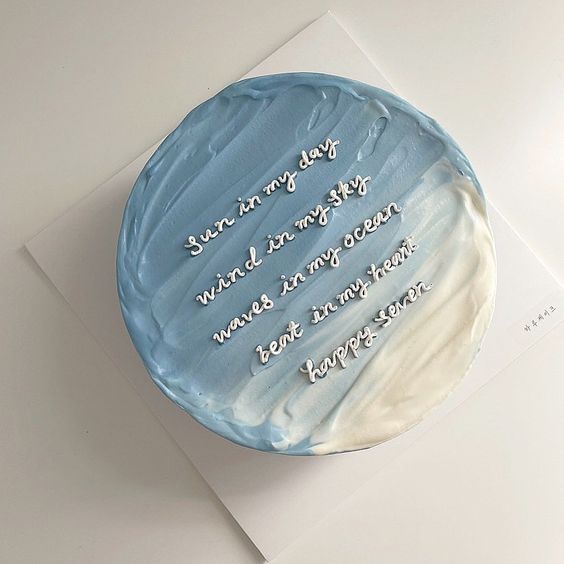 sun in my day
wind in my sky
waves in my ocean
beat in my heart
happy seven.